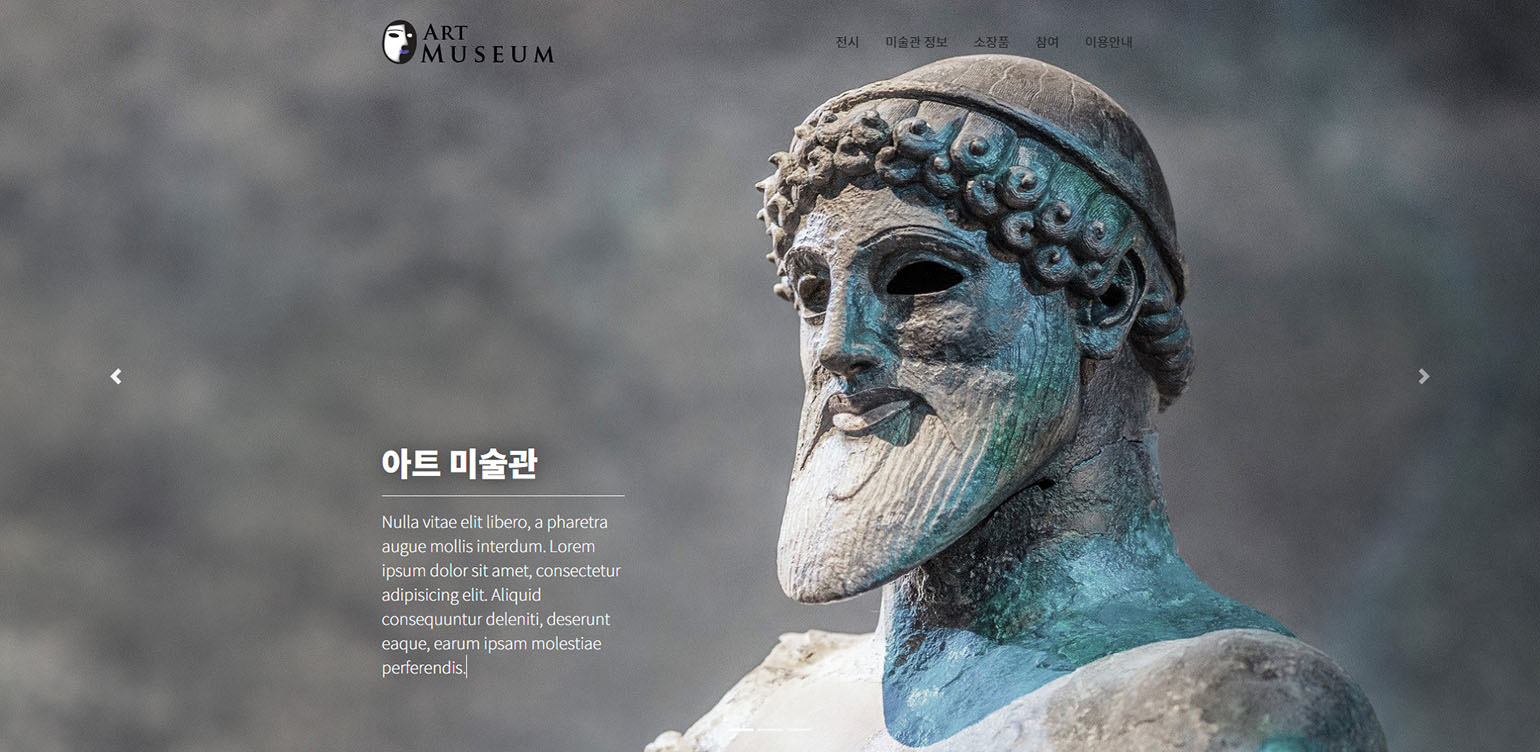 ART
MUSEUM
전시 미술관 정보 소장품 참여 이용안내
아트 미술관
Nulla vitae elit libero, a pharetra
augue mollis interdum. Lorem
ipsum dolor sit amet, consectetur
adipisicing elit. Aliquid
consequuntur deleniti, deserunt
eaque, earum ipsam molestiae
perferendis.